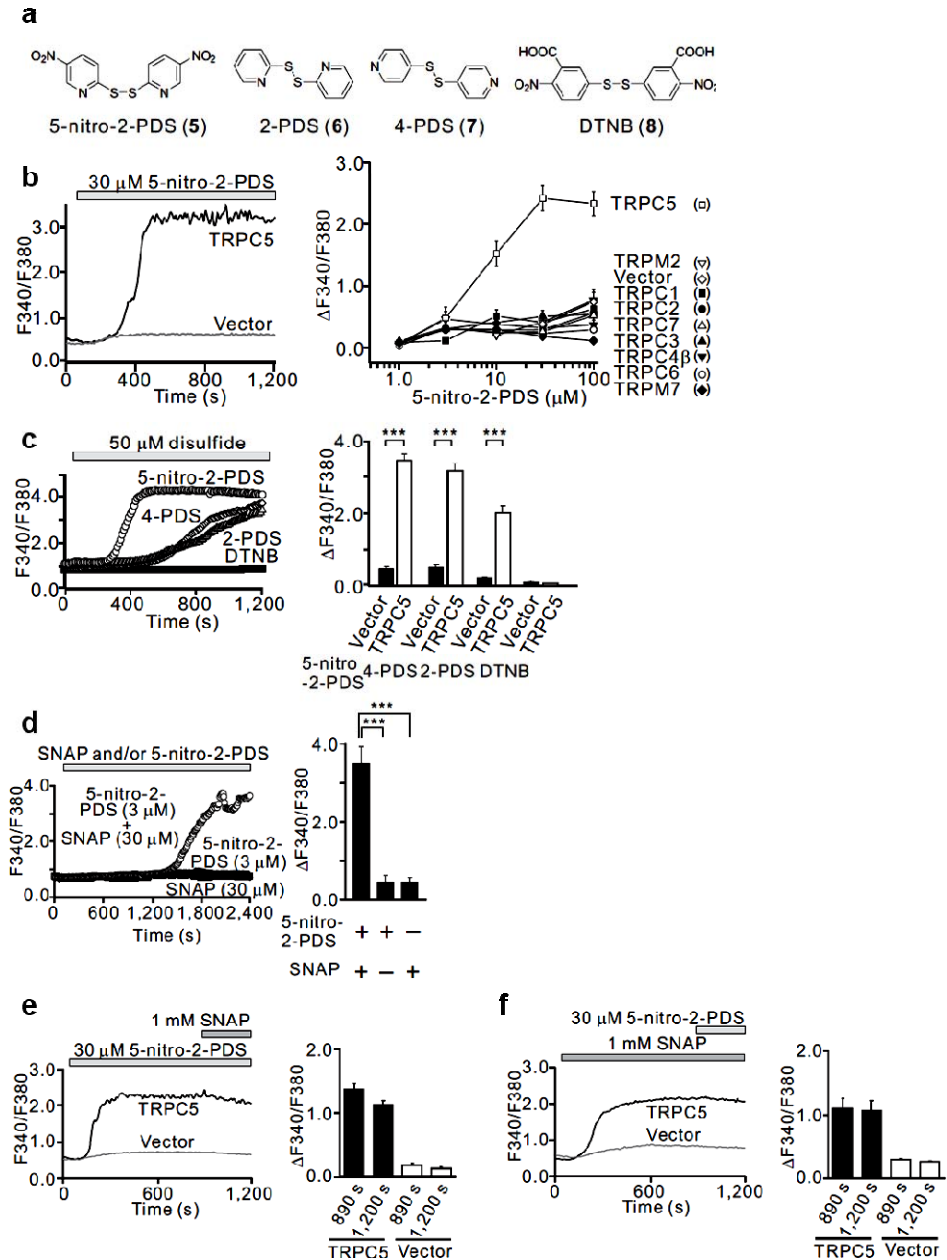 a
O₂N NO₂
N S-S N
5-nitro-2-PDS (5)
N S S N
2-PDS (6)
N S S N
4-PDS (7)
HOOC COOH
O₂N S-S NO₂
DTNB (8)
b
30 μM 5-nitro-2-PDS
F340/F380
3.0
2.0
1.0
0.0
TRPC5
Vector
0 400 800 1,200
Time (s)
ΔF340/F380
3.0
2.0
1.0
0.0
1.0 10 100
5-nitro-2-PDS (μM)
TRPC5
TRPM2
Vector
TRPC1
TRPC2
TRPC7
TRPC3
TRPC4β
TRPC6
TRPM7
c
50 μM disulfide
F340/F380
4.0
2.0
0.0
5-nitro-2-PDS
4-PDS
2-PDS
DTNB
0 400 800 1,200
Time (s)
ΔF340/F380
4.0
2.0
0.0
*** *** ***
Vector TRPC5 Vector TRPC5 Vector TRPC5 Vector TRPC5
5-nitro
-2-PDS 4-PDS 2-PDS DTNB
d
SNAP and/or 5-nitro-2-PDS
F340/F380
4.0
2.0
0.0
5-nitro-2-
PDS (3 μM)
+
SNAP (30 μM)
5-nitro-2-
PDS (3 μM)
SNAP (30 μM)
0 600 1,200 1,800 2,400
Time (s)
ΔF340/F380
4.0
2.0
0.0
***
***
5-nitro-
2-PDS + + −
SNAP + − +
e
1 mM SNAP
30 μM 5-nitro-2-PDS
F340/F380
3.0
2.0
1.0
0.0
TRPC5
Vector
0 600 1,200
Time (s)
ΔF340/F380
2.0
1.0
0.0
890 s 1,200 s 890 s 1,200 s
TRPC5 Vector
f
30 μM 5-nitro-2-PDS
1 mM SNAP
F340/F380
3.0
2.0
1.0
0.0
TRPC5
Vector
0 600 1,200
Time (s)
ΔF340/F380
2.0
1.0
0.0
890 s 1,200 s 890 s 1,200 s
TRPC5 Vector